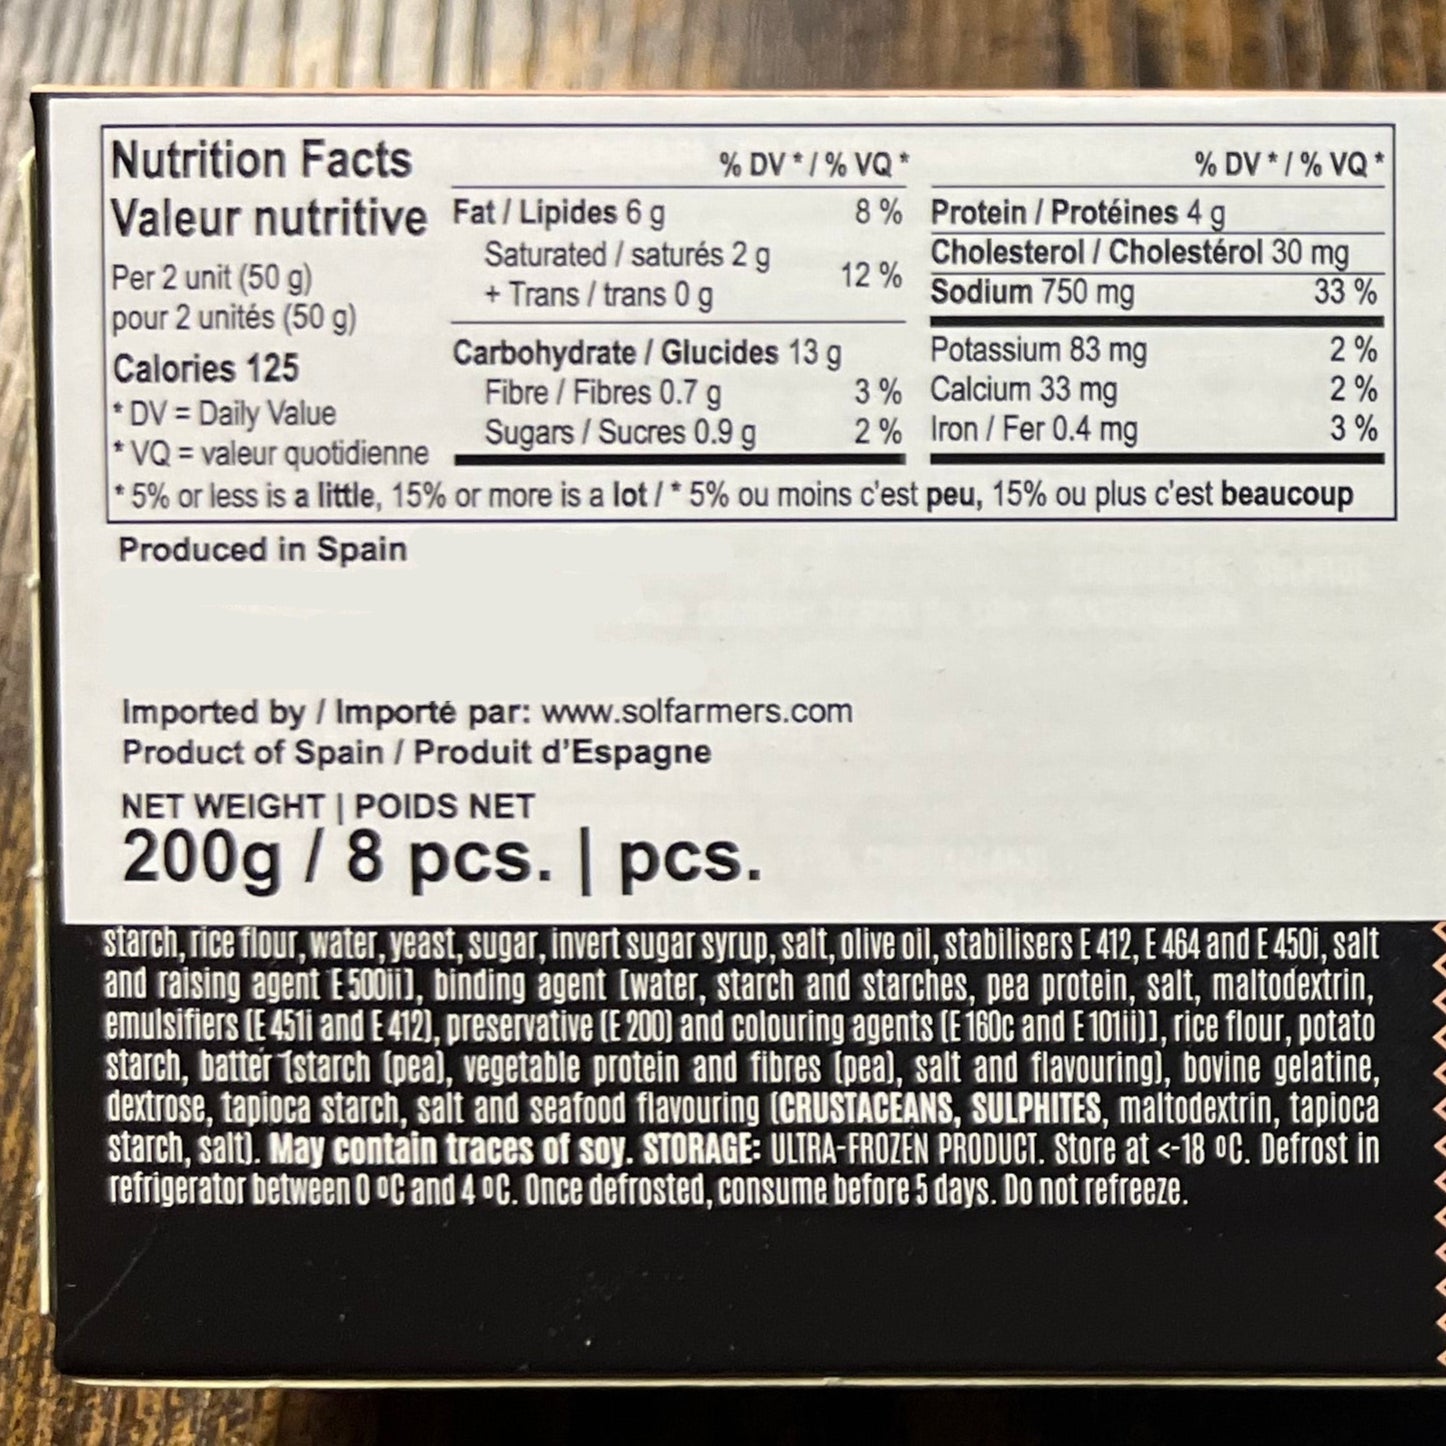 Nutrition Facts
Valeur nutritive
Per 2 unit (50 g)
pour 2 unités (50 g)
Calories 125
* DV = Daily Value
* VQ = valeur quotidienne
% DV * / % VQ *
Fat / Lipides 6 g 8 %
Saturated / saturés 2 g
+ Trans / trans 0 g 12 %
Carbohydrate / Glucides 13 g
Fibre / Fibres 0.7 g 3 %
Sugars / Sucres 0.9 g 2 %
% DV * / % VQ *
Protein / Protéines 4 g
Cholesterol / Cholestérol 30 mg
Sodium 750 mg 33 %
Potassium 83 mg 2 %
Calcium 33 mg 2 %
Iron / Fer 0.4 mg 3 %
* 5% or less is a little, 15% or more is a lot / * 5% ou moins c'est peu, 15% ou plus c'est beaucoup
Produced in Spain
Imported by / Importé par: www.solfarmers.com
Product of Spain / Produit d'Espagne
NET WEIGHT | POIDS NET
200g / 8 pcs. | pcs.
starch, rice flour, water, yeast, sugar, invert sugar syrup, salt, olive oil, stabilisers E 412, E 464 and E 450i, salt
and raising agent E 500ii], binding agent [water, starch and starches, pea protein, salt, maltodextrin,
emulsifiers (E 451i and E 412), preservative (E 200) and colouring agents (E 160c and E 101ii)], rice flour, potato
starch, batter (starch (pea), vegetable protein and fibres (pea), salt and flavouring), bovine gelatine,
dextrose, tapioca starch, salt and seafood flavouring (CRUSTACEANS, SULPHITES, maltodextrin, tapioca
starch, salt). May contain traces of soy. STORAGE: ULTRA-FROZEN PRODUCT. Store at <-18 ºC. Defrost in
refrigerator between 0 ºC and 4 ºC. Once defrosted, consume before 5 days. Do not refreeze.